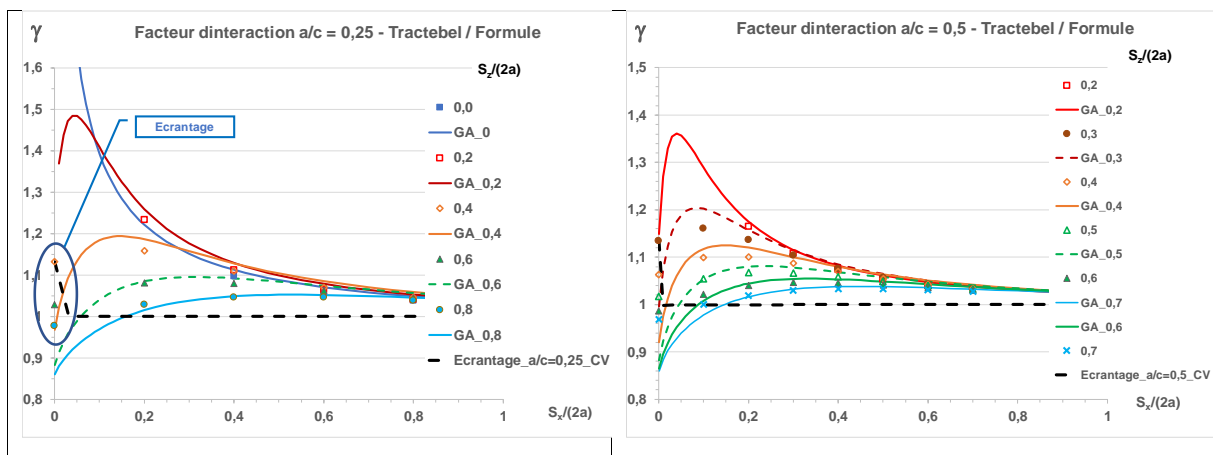 γ
Facteur dinteraction a/c = 0,25 - Tractebel / Formule
S_z/(2a)
1,6
1,5
1,4
1,3
1,2
1,1
1
0,9
0,8
Ecrantage
0,0
GA_0
0,2
GA_0,2
0,4
GA_0,4
0,6
GA_0,6
0,8
GA_0,8
Ecrantage_a/c=0,25_CV
0
0,2
0,4
0,6
0,8
1
S_x/(2a)
γ
Facteur dinteraction a/c = 0,5 - Tractebel / Formule
S_z/(2a)
1,5
1,4
1,3
1,2
1,1
1
0,9
0,8
0,2
GA_0,2
0,3
GA_0,3
0,4
GA_0,4
0,5
GA_0,5
0,6
GA_0,7
GA_0,6
0,7
Ecrantage_a/c=0,5_CV
0
0,2
0,4
0,6
0,8
1
S_x/(2a)